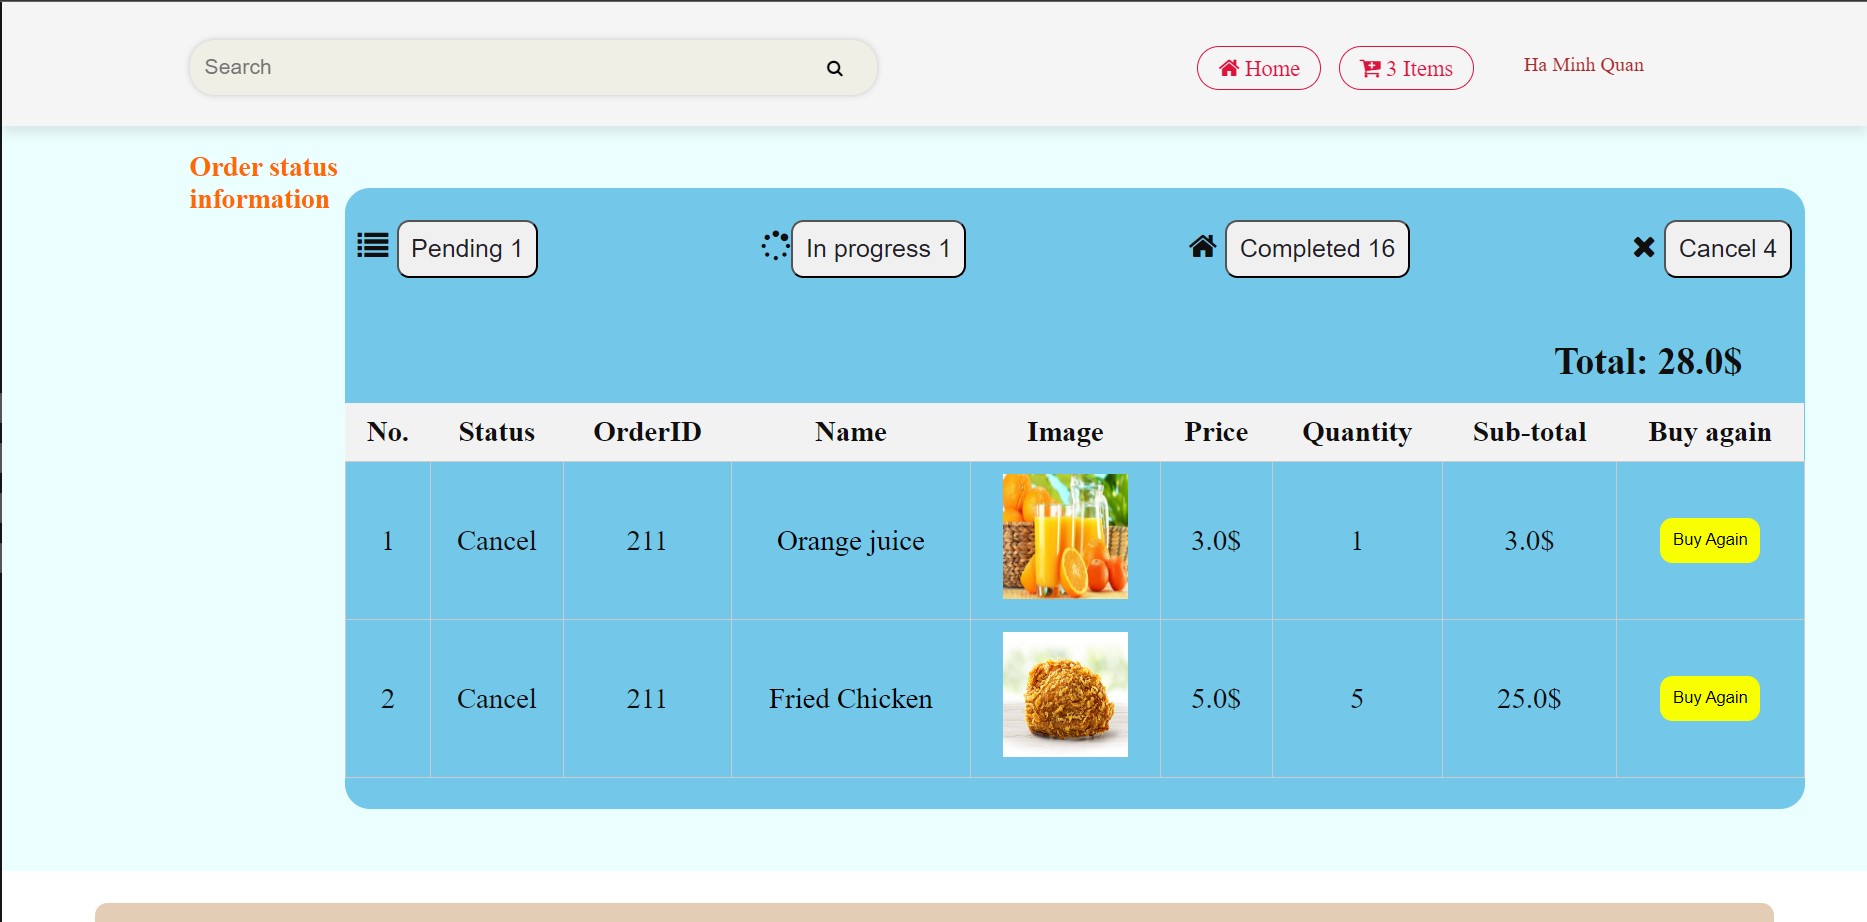 Search
Home
3 Items
Ha Minh Quan
Order status
information
Pending 1
In progress 1
Completed 16
Cancel 4
Total: 28.0$
No. Status OrderID Name Image Price Quantity Sub-total Buy again
1 Cancel 211 Orange juice 3.0$ 1 3.0$ Buy Again
2 Cancel 211 Fried Chicken 5.0$ 5 25.0$ Buy Again